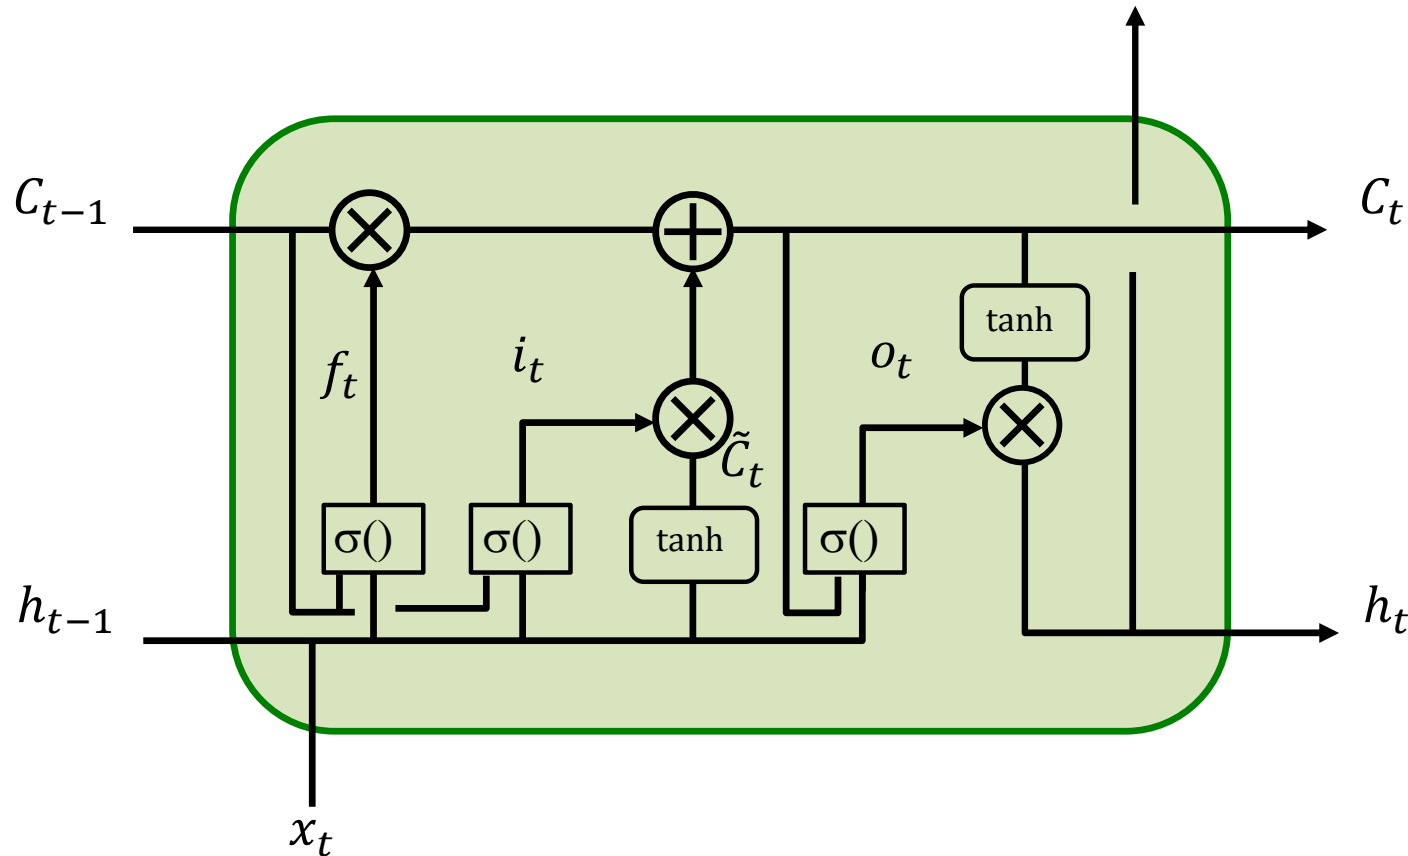 C_{t−1}
C_t
tanh
f_t
i_t
o_t
C̃_t
σ()
σ()
tanh
σ()
h_{t−1}
h_t
x_t